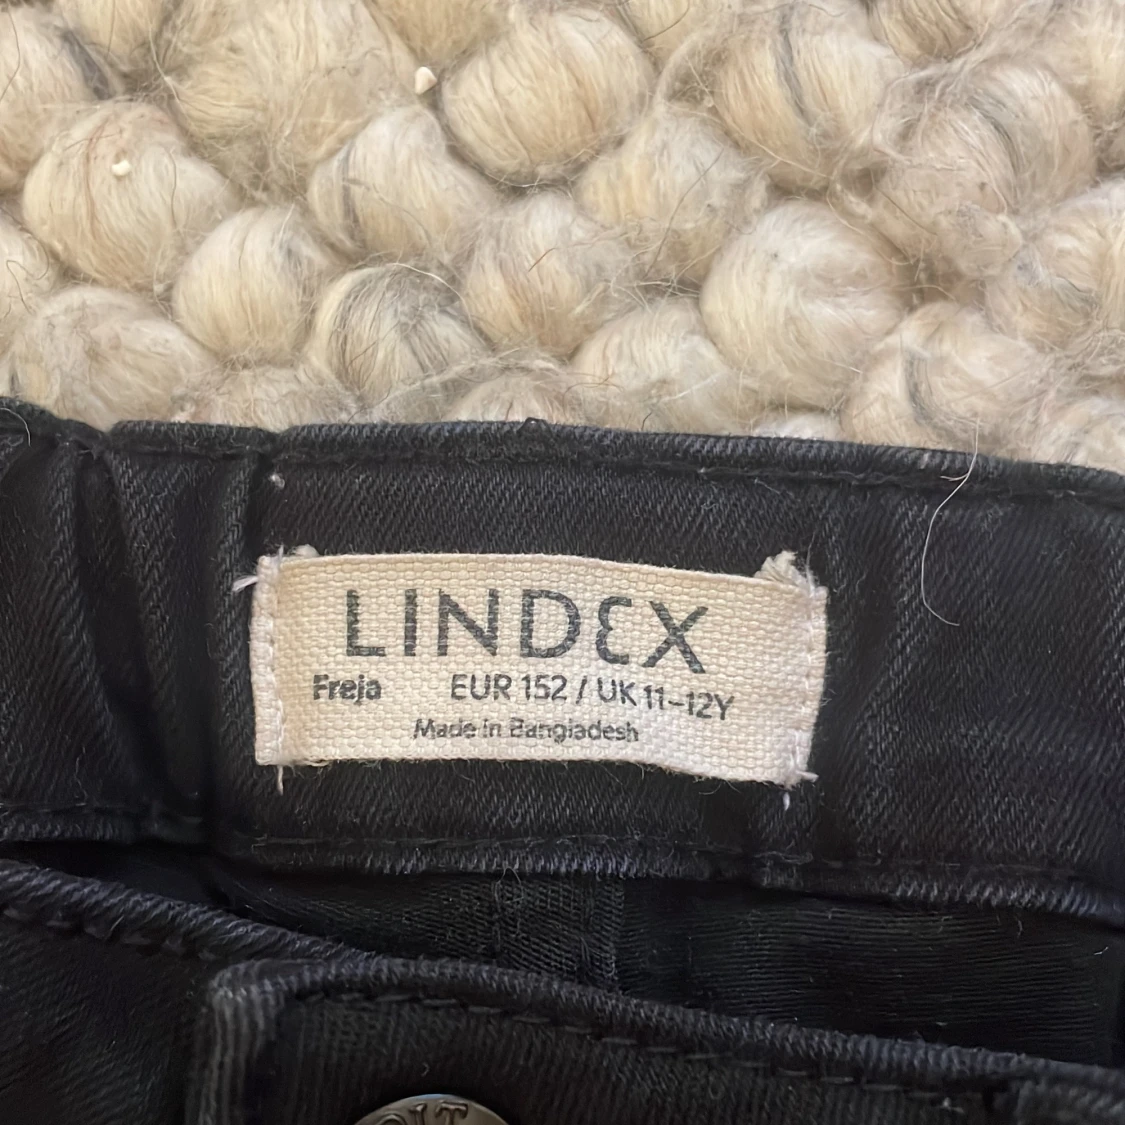 LINDEX
Freja EUR 152 / UK 11-12Y
Made in Bangladesh